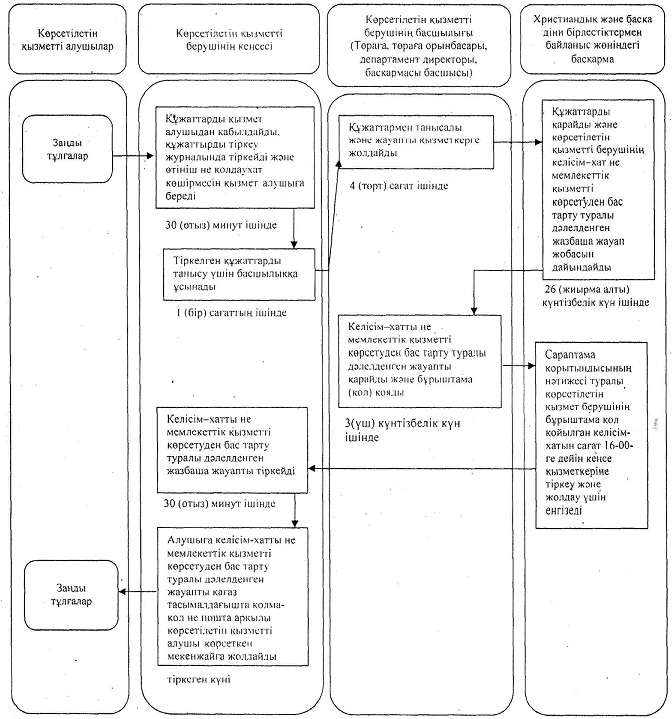 Көрсетілетін
қызметті алушылар
Көрсетілетін қызметті
берушінің кеңсесі
Көрсетілетін қызметті
берушінің басшылығы
(Төраға, төраға орынбасары,
департамент директоры,
басқармасы басшысы)
Христиандық және басқа
діни бірлестіктермен
байланыс жөніндегі
басқарма
Заңды
тұлғалар
Құжаттарды қызмет
алушыдан қабылдайды,
құжаттырды тіркеу
журналында тіркейді және
өтініш не қолдаухат
көшірмесін қызмет алушыға
береді
30 (отыз) минут ішінде
Тіркелген құжаттарды
танысу үшін басшылыққа
ұсынады
1 (бір) сағаттың ішінде
Құжаттармен танысалы
және жауапты қызметкерге
жолдайды
4 (төрт) сағат ішінде
Құжаттарды
қарайды және
көрсетілетін
қызметті берушінің
келісім-хат не
мемлекеттік
қызметті
көрсетуден бас
тарту туралы
дәлелденген
жазбаша жауап
жобасын
дайындайды
26 (жиырма алты)
күнтізбелік күн ішінде
Келісім–хатты не
мемлекеттік қызметті
көрсетуден бас тарту туралы
дәлелденген жауапты
қарайды және бұрыштама
(қол) қояды
3(үш) күнтізбелік күн
ішінде
Сараптама
қорытындысының
нәтижесі туралы
көрсетілетін
қызмет берушінің
бұрыштама қол
қойылған келісім-
хатын сағат 16-00-
ге дейін кеңсе
қызметкеріне
тіркеу және
жолдау үшін
енгізеді
Келісім–хатты не
мемлекеттік қызметті
көрсетуден бас тарту
туралы дәлелденген
жазбаша жауапты тіркейді
30 (отыз) минут ішінде
Алушыға келісім-хатты не
мемлекеттік қызметті
көрсетуден бас тарту
туралы дәлелденген
жауапты қағаз
тасымалдағышта қолма-
қол не пошта арқылы
көрсетілетін қызметті
алушы көрсеткен
мекенжайға жолдайды
тіркеген күні
Заңды
тұлғалар